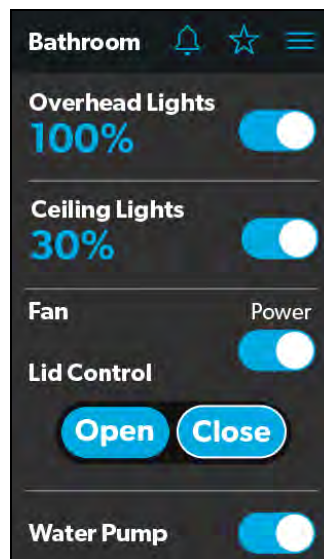 Bathroom
Overhead Lights
100%
Ceiling Lights
30%
Fan
Power
Lid Control
Open Close
Water Pump